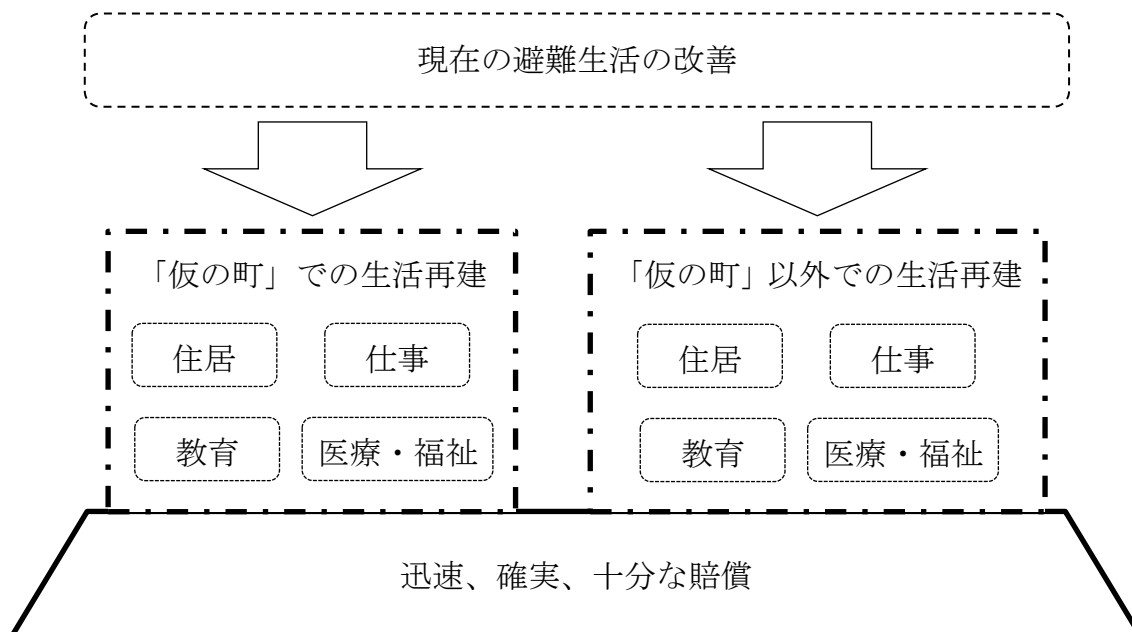 現在の避難生活の改善
「仮の町」での生活再建
住居
仕事
教育
医療・福祉
「仮の町」以外での生活再建
住居
仕事
教育
医療・福祉
迅速、確実、十分な賠償